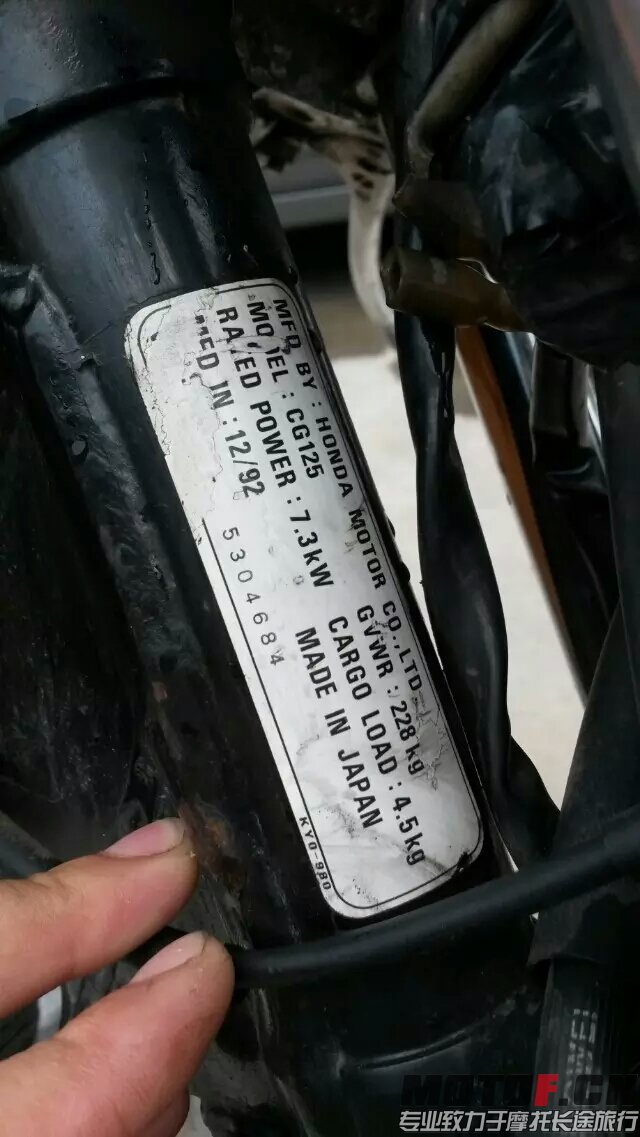 MFD BY : HONDA MOTOR CO.,LTD.
MODEL : CG125 GVWR : 228 kg
RATED POWER : 7.3kW CARGO LOAD : 4.5kg
MFD IN : 12/92 MADE IN JAPAN
5304684
KY0-980
MOTOF.CN
专业致力于摩托长途旅行